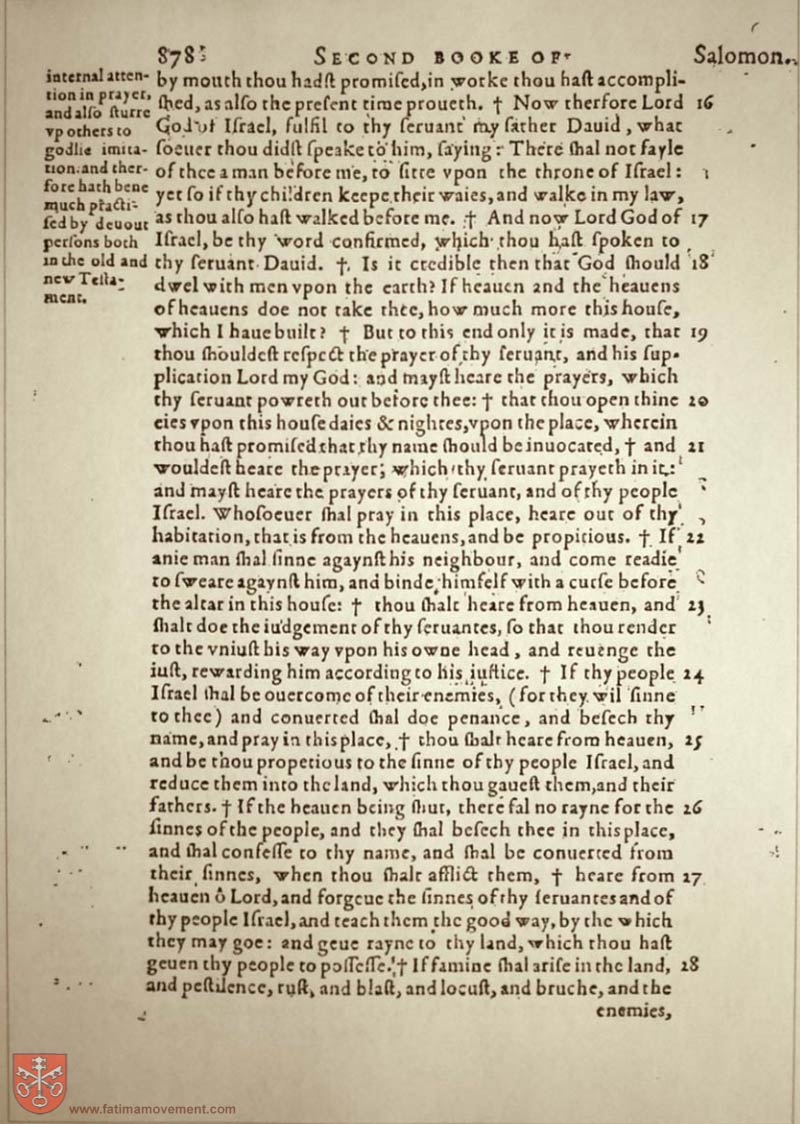 878
SECOND BOOKE OF
Salomon.
internal atten-
tion in prayer,
and also sturre
vp others to
godlie imita-
tion: and ther-
fore hath bene
much practi-
sed by deuout
persons both
in the old and
new Testa-
ment.
by mouth thou hadſt promiſed, in worke thou haſt accompli-
ſhed, as alſo the preſent time proueth. † Now therfore Lord 16
God of Iſrael, fulfil to thy ſeruant my father Dauid, what
ſoeuer thou didſt ſpeake to him, ſaying: There ſhal not fayle
of thee a man before me, to ſitte vpon the throne of Iſrael:
yet ſo if thy children keepe their waies, and walke in my law,
as thou alſo haſt walked before me. † And now Lord God of 17
Iſrael, be thy word confirmed, which thou haſt ſpoken to
thy ſeruant Dauid. † Is it credible then that God ſhould 18
dwel with men vpon the earth? If heauen and the heauens
of heauens doe not take thee, how much more this houſe,
which I haue built? † But to this end only it is made, that 19
thou ſhouldeſt reſpect the prayer of thy ſeruant, and his ſup-
plication Lord my God: and mayſt heare the prayers, which
thy ſeruant powreth out before thee: † that thou open thine 20
eies vpon this houſe daies & nightes, vpon the place, wherein
thou haſt promiſed that thy name ſhould be inuocated, † and 21
wouldeſt heare the prayer, which thy ſeruant prayeth in it:
and mayſt heare the prayers of thy ſeruant, and of thy people
Iſrael. Whoſoeuer ſhal pray in this place, heare out of thy
habitation, that is from the heauens, and be propitious. † If 22
anie man ſhal ſinne agaynſt his neighbour, and come readie
to ſweare agaynſt him, and binde himſelf with a curſe before
the altar in this houſe: † thou ſhalt heare from heauen, and 23
ſhalt doe the iudgement of thy ſeruantes, ſo that thou render
to the vniuſt his way vpon his owne head, and reuenge the
iuſt, rewarding him according to his iuſtice. † If thy people 24
Iſrael ſhal be ouercome of their enemies, (for they wil ſinne
to thee) and conuerted ſhal doe penance, and beſech thy
name, and pray in this place, † thou ſhalt heare from heauen, 25
and be thou propetious to the ſinne of thy people Iſrael, and
reduce them into the land, which thou gaueſt them, and their
fathers. † If the heauen being ſhut, there fal no rayne for the 26
ſinnes of the people, and they ſhal beſech thee in this place,
and ſhal confeſſe to thy name, and ſhal be conuerted from
their ſinnes, when thou ſhalt afflict them, † heare from 27
heauen ô Lord, and forgeue the ſinnes of thy ſeruantes and of
thy people Iſrael, and teach them the good way, by the which
they may goe: and geue rayne to thy land, which thou haſt
geuen thy people to poſſeſſe. † If famine ſhal ariſe in the land, 28
and peſtilence, ruſt, and blaſt, and locuſt, and bruche, and the
enemies,
www.fatimamovement.com